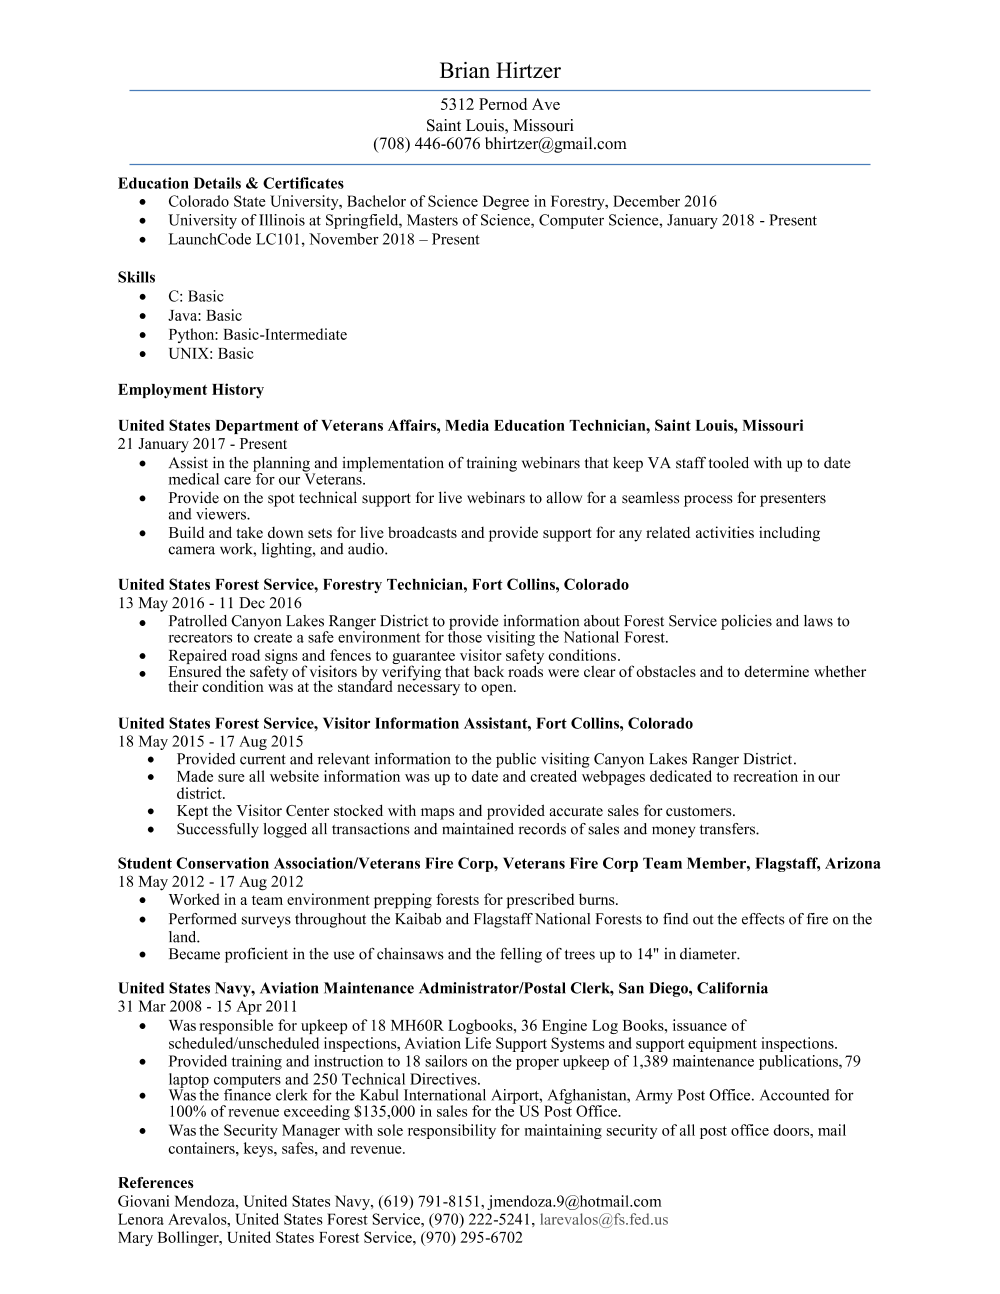 Brian Hirtzer
5312 Pernod Ave
Saint Louis, Missouri
(708) 446-6076 bhirtzer@gmail.com
Education Details & Certificates
• Colorado State University, Bachelor of Science Degree in Forestry, December 2016
• University of Illinois at Springfield, Masters of Science, Computer Science, January 2018 - Present
• LaunchCode LC101, November 2018 – Present
Skills
• C: Basic
• Java: Basic
• Python: Basic-Intermediate
• UNIX: Basic
Employment History
United States Department of Veterans Affairs, Media Education Technician, Saint Louis, Missouri
21 January 2017 - Present
• Assist in the planning and implementation of training webinars that keep VA staff tooled with up to date
medical care for our Veterans.
• Provide on the spot technical support for live webinars to allow for a seamless process for presenters
and viewers.
• Build and take down sets for live broadcasts and provide support for any related activities including
camera work, lighting, and audio.
United States Forest Service, Forestry Technician, Fort Collins, Colorado
13 May 2016 - 11 Dec 2016
• Patrolled Canyon Lakes Ranger District to provide information about Forest Service policies and laws to
recreators to create a safe environment for those visiting the National Forest.
• Repaired road signs and fences to guarantee visitor safety conditions.
• Ensured the safety of visitors by verifying that back roads were clear of obstacles and to determine whether
their condition was at the standard necessary to open.
United States Forest Service, Visitor Information Assistant, Fort Collins, Colorado
18 May 2015 - 17 Aug 2015
• Provided current and relevant information to the public visiting Canyon Lakes Ranger District.
• Made sure all website information was up to date and created webpages dedicated to recreation in our
district.
• Kept the Visitor Center stocked with maps and provided accurate sales for customers.
• Successfully logged all transactions and maintained records of sales and money transfers.
Student Conservation Association/Veterans Fire Corp, Veterans Fire Corp Team Member, Flagstaff, Arizona
18 May 2012 - 17 Aug 2012
• Worked in a team environment prepping forests for prescribed burns.
• Performed surveys throughout the Kaibab and Flagstaff National Forests to find out the effects of fire on the
land.
• Became proficient in the use of chainsaws and the felling of trees up to 14" in diameter.
United States Navy, Aviation Maintenance Administrator/Postal Clerk, San Diego, California
31 Mar 2008 - 15 Apr 2011
• Was responsible for upkeep of 18 MH60R Logbooks, 36 Engine Log Books, issuance of
scheduled/unscheduled inspections, Aviation Life Support Systems and support equipment inspections.
• Provided training and instruction to 18 sailors on the proper upkeep of 1,389 maintenance publications, 79
laptop computers and 250 Technical Directives.
• Was the finance clerk for the Kabul International Airport, Afghanistan, Army Post Office. Accounted for
100% of revenue exceeding $135,000 in sales for the US Post Office.
• Was the Security Manager with sole responsibility for maintaining security of all post office doors, mail
containers, keys, safes, and revenue.
References
Giovani Mendoza, United States Navy, (619) 791-8151, jmendoza.9@hotmail.com
Lenora Arevalos, United States Forest Service, (970) 222-5241, larevalos@fs.fed.us
Mary Bollinger, United States Forest Service, (970) 295-6702